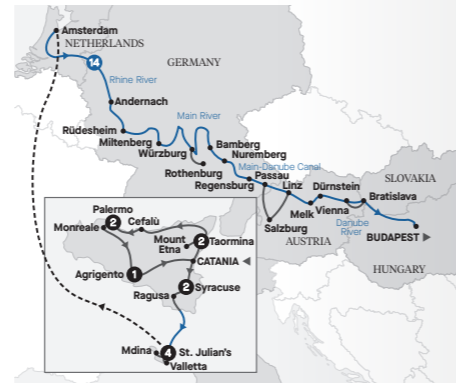 Amsterdam
NETHERLANDS
14
GERMANY
Rhine River
Andernach
Main River
Rüdesheim
Miltenberg
Würzburg
Bamberg
Nuremberg
Rothenburg
Main-Danube Canal
Regensburg
Passau
Linz
Dürnstein
SLOVAKIA
Bratislava
Melk
Vienna
Danube
River
Salzburg
AUSTRIA
BUDAPEST
HUNGARY
Palermo
2
Cefalù
Monreale
Mount
Etna
2
Taormina
CATANIA
Agrigento
1
2
Syracuse
Ragusa
4
St. Julian's
Mdina
Valletta